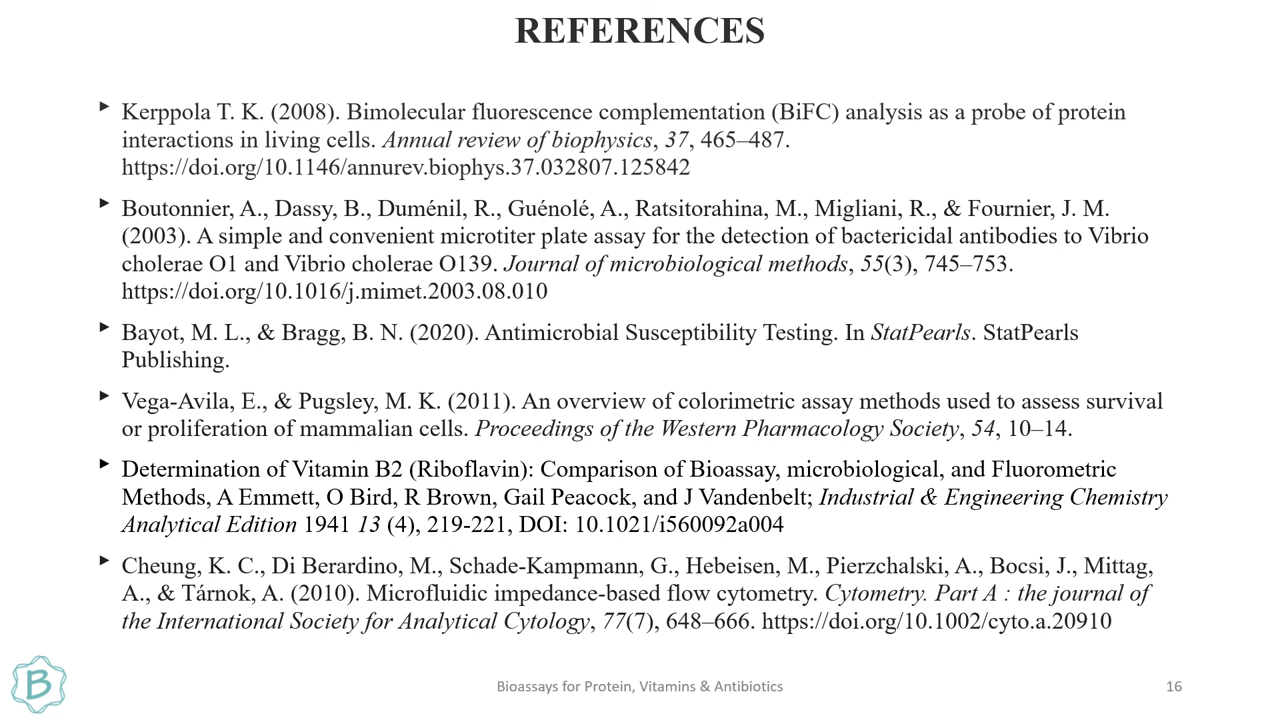 REFERENCES
Kerppola T. K. (2008). Bimolecular fluorescence complementation (BiFC) analysis as a probe of protein
interactions in living cells. Annual review of biophysics, 37, 465–487.
https://doi.org/10.1146/annurev.biophys.37.032807.125842
Boutonnier, A., Dassy, B., Duménil, R., Guénolé, A., Ratsitorahina, M., Migliani, R., & Fournier, J. M.
(2003). A simple and convenient microtiter plate assay for the detection of bactericidal antibodies to Vibrio
cholerae O1 and Vibrio cholerae O139. Journal of microbiological methods, 55(3), 745–753.
https://doi.org/10.1016/j.mimet.2003.08.010
Bayot, M. L., & Bragg, B. N. (2020). Antimicrobial Susceptibility Testing. In StatPearls. StatPearls
Publishing.
Vega-Avila, E., & Pugsley, M. K. (2011). An overview of colorimetric assay methods used to assess survival
or proliferation of mammalian cells. Proceedings of the Western Pharmacology Society, 54, 10–14.
Determination of Vitamin B2 (Riboflavin): Comparison of Bioassay, microbiological, and Fluorometric
Methods, A Emmett, O Bird, R Brown, Gail Peacock, and J Vandenbelt; Industrial & Engineering Chemistry
Analytical Edition 1941 13 (4), 219-221, DOI: 10.1021/i560092a004
Cheung, K. C., Di Berardino, M., Schade-Kampmann, G., Hebeisen, M., Pierzchalski, A., Bocsi, J., Mittag,
A., & Tárnok, A. (2010). Microfluidic impedance-based flow cytometry. Cytometry. Part A : the journal of
the International Society for Analytical Cytology, 77(7), 648–666. https://doi.org/10.1002/cyto.a.20910
B
Bioassays for Protein, Vitamins & Antibiotics
16